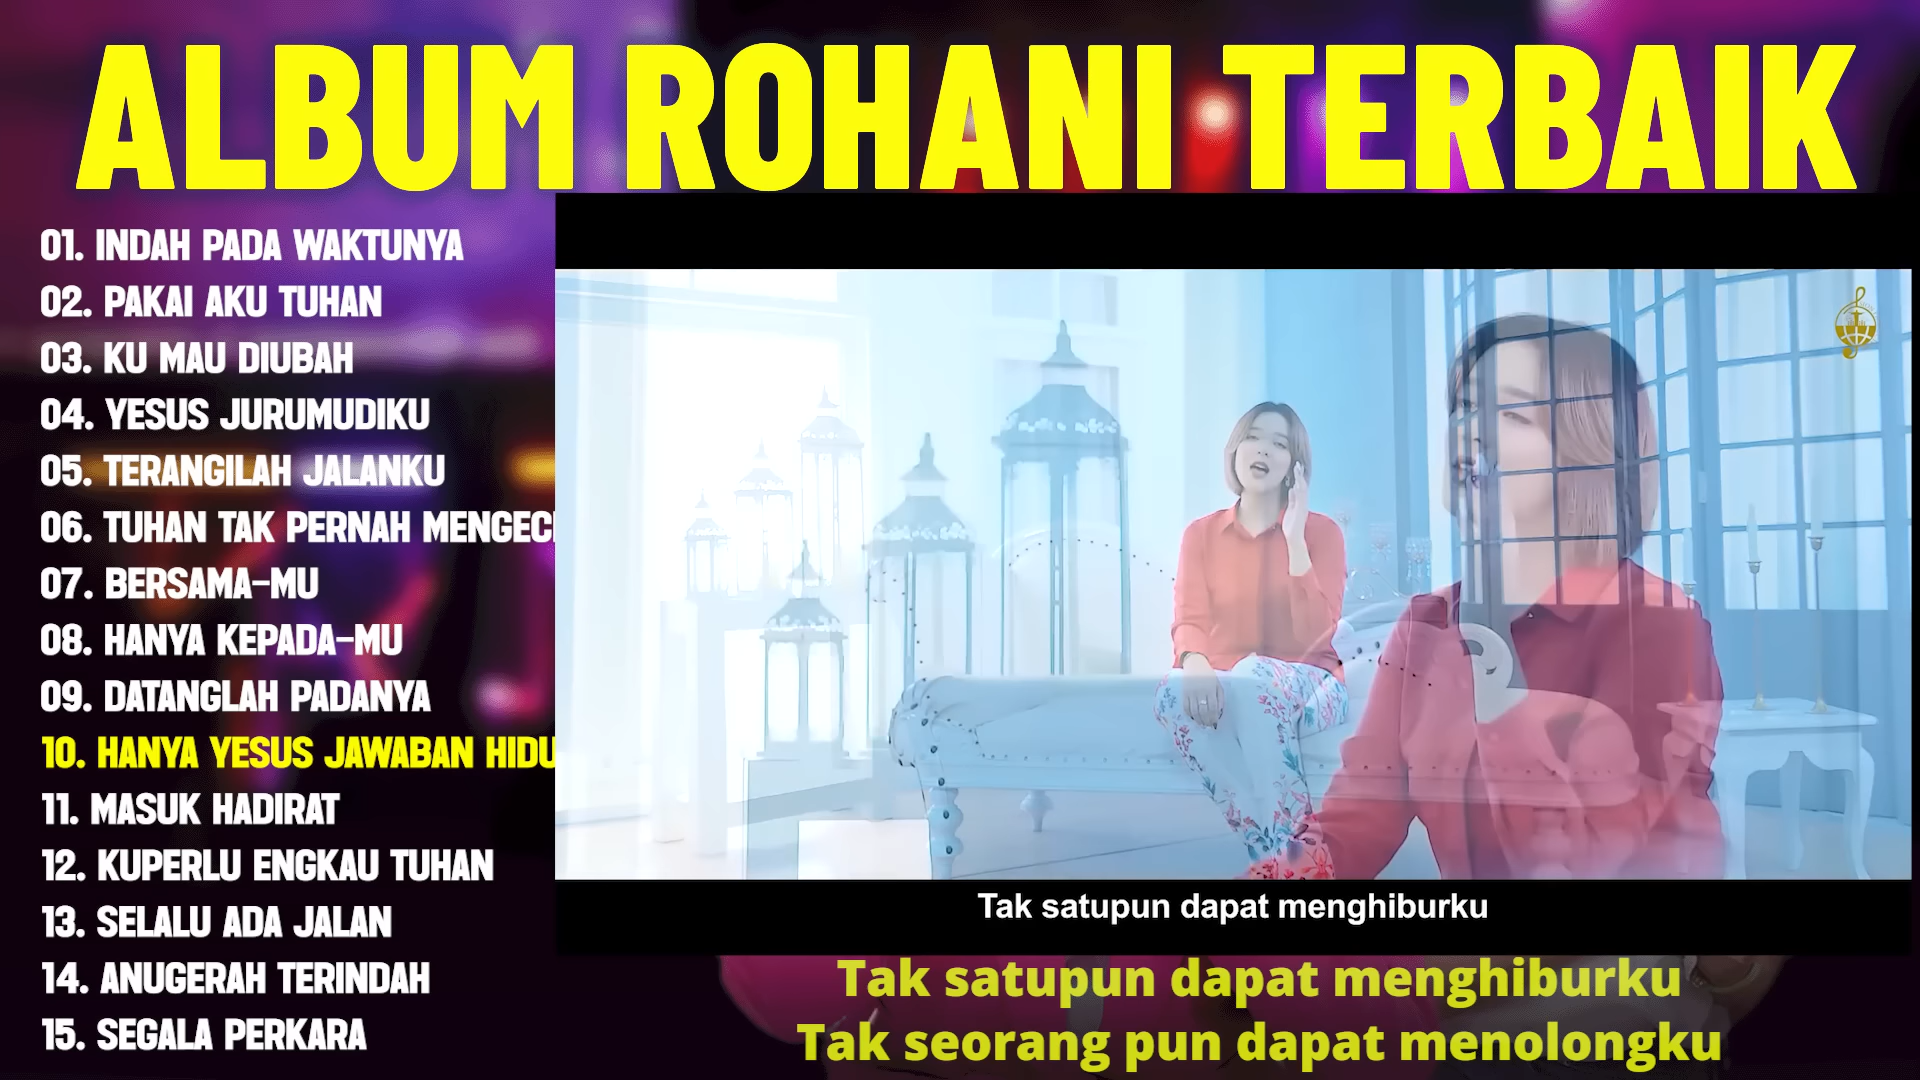 ALBUM ROHANI TERBAIK
01. INDAH PADA WAKTUNYA
02. PAKAI AKU TUHAN
03. KU MAU DIUBAH
04. YESUS JURUMUDIKU
05. TERANGILAH JALANKU
06. TUHAN TAK PERNAH
07. BERSAMA-MU
08. HANYA KEPADA-MU
09. DATANGLAH PADANYA
10. HANYA YESUS JAWABAN HIDU
11. MASUK HADIRAT
12. KUPERLU ENGKAU TUHAN
13. SELALU ADA JALAN
14. ANUGERAH TERINDAH
15. SEGALA PERKARA
Tak satupun dapat menghiburku
Tak satupun dapat menghiburku
Tak seorang pun dapat menolongku